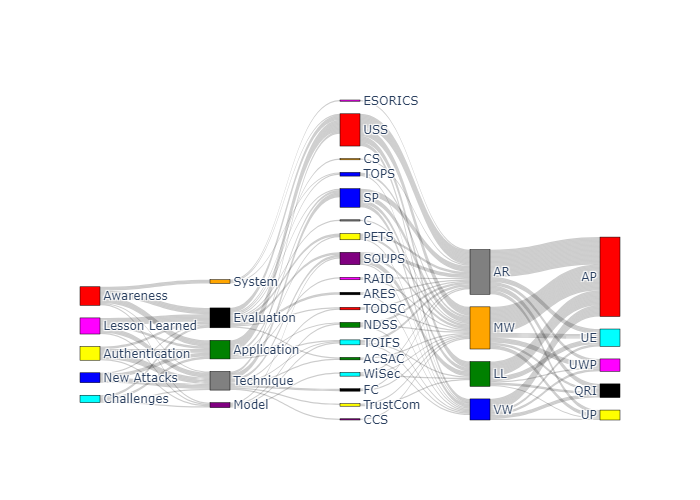 Awareness
Lesson Learned
Authentication
New Attacks
Challenges
System
Evaluation
Application
Technique
Model
ESORICS
USS
CS
TOPS
SP
C
PETS
SOUPS
RAID
ARES
TODSC
NDSS
TOIFS
ACSAC
WiSec
FC
TrustCom
CCS
AR
MW
LL
VW
AP
UE
UWP
QRI
UP